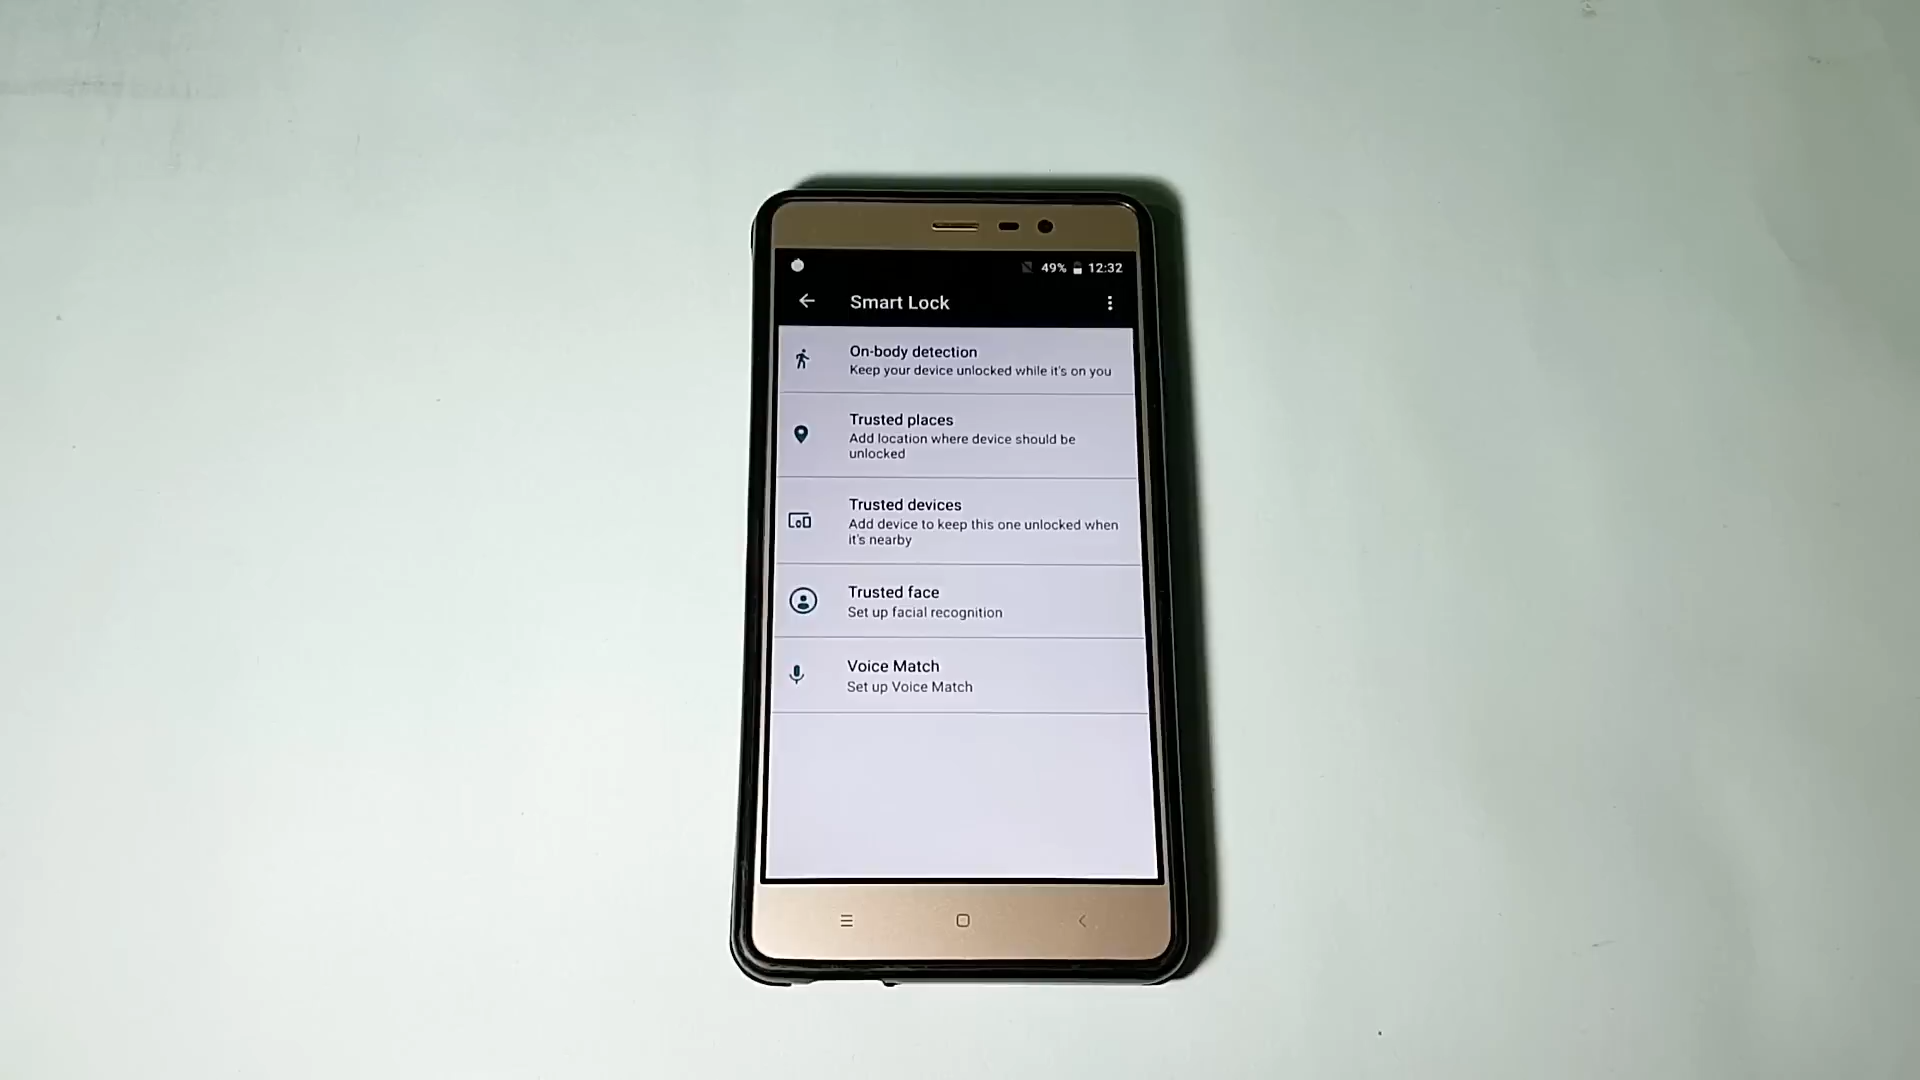 49% 12:32
Smart Lock
On-body detection
Keep your device unlocked while it's on you
Trusted places
Add location where device should be
unlocked
Trusted devices
Add device to keep this one unlocked when
it's nearby
Trusted face
Set up facial recognition
Voice Match
Set up Voice Match